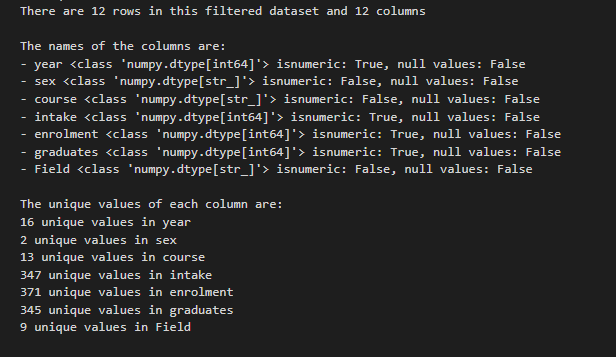 There are 12 rows in this filtered dataset and 12 columns
The names of the columns are:
- year <class 'numpy.dtype[int64]'> isnumeric: True, null values: False
- sex <class 'numpy.dtype[str_]'> isnumeric: False, null values: False
- course <class 'numpy.dtype[str_]'> isnumeric: False, null values: False
- intake <class 'numpy.dtype[int64]'> isnumeric: True, null values: False
- enrolment <class 'numpy.dtype[int64]'> isnumeric: True, null values: False
- graduates <class 'numpy.dtype[int64]'> isnumeric: True, null values: False
- Field <class 'numpy.dtype[str_]'> isnumeric: False, null values: False
The unique values of each column are:
16 unique values in year
2 unique values in sex
13 unique values in course
347 unique values in intake
371 unique values in enrolment
345 unique values in graduates
9 unique values in Field